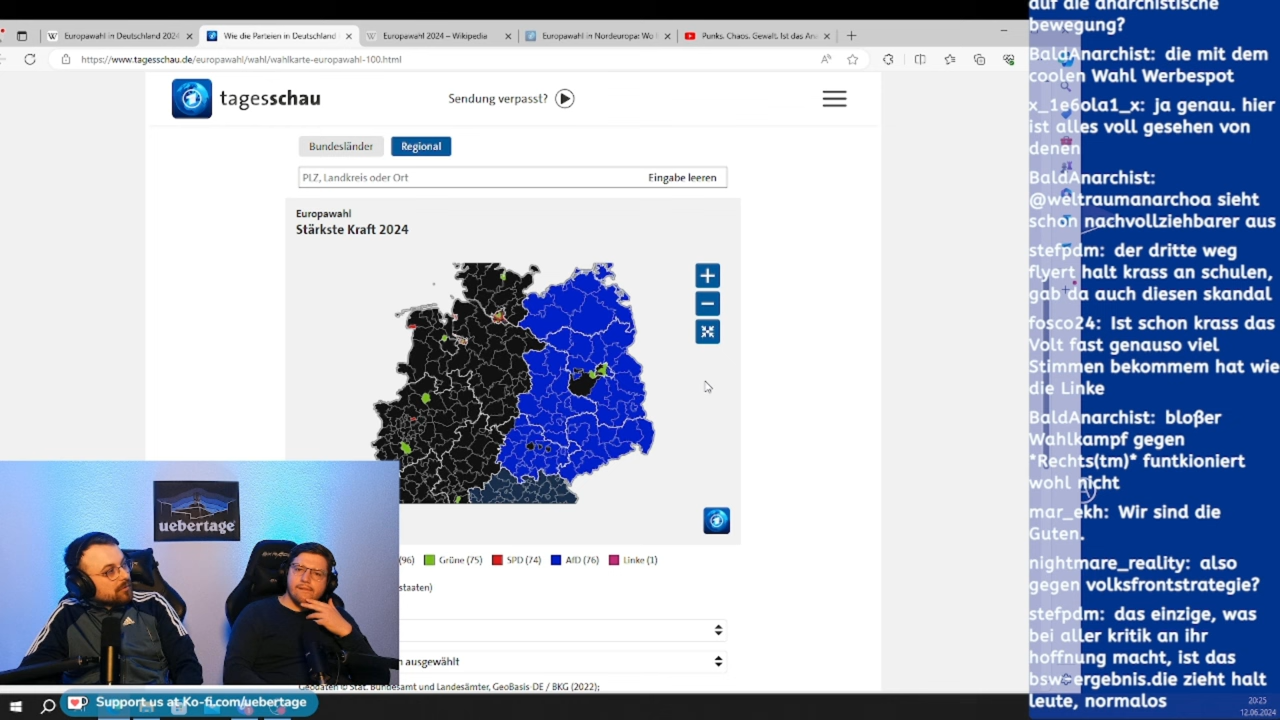 Europawahl in Deutschland 2024
Wie die Parteien in Deutschland
Europawahl 2024 – Wikipedia
Europawahl in Nordeuropa: Wo
Punks. Chaos. Gewalt. Ist das An
https://www.tagesschau.de/europawahl/wahl/wahlkarte-europawahl-100.html
tagesschau
Sendung verpasst?
Bundesländer
Regional
PLZ, Landkreis oder Ort
Eingabe leeren
Europawahl
Stärkste Kraft 2024
(96)
Grüne (75)
SPD (74)
AfD (76)
Linke (1)
staaten)
n ausgewählt
Geodaten © Stat. Bundesamt und Landesämter, GeoBasis-DE / BKG (2022);
uebertage
Support us at Ko-fi.com/uebertage
auf die anarchistische
bewegung?
BaldAnarchist: die mit dem
coolen Wahl Werbespot
x_1e6ola1_x: ja genau. hier
ist alles voll gesehen von
denen
BaldAnarchist:
@weltraumanarchoa sieht
schon nachvollziehbarer aus
stefpdm: der dritte weg
flyert halt krass an schulen,
gab da auch diesen skandal
fosco24: Ist schon krass das
Volt fast genauso viel
Stimmen bekommem hat wie
die Linke
BaldAnarchist: bloßer
Wahlkampf gegen
*Rechts(tm)* funtkioniert
wohl nicht
mar_ekh: Wir sind die
Guten.
nightmare_reality: also
gegen volksfrontstrategie?
stefpdm: das einzige, was
bei aller kritik an ihr
hoffnung macht, ist das
bsw-ergebnis.die zieht halt
leute, normalos
20:25
12.06.2024